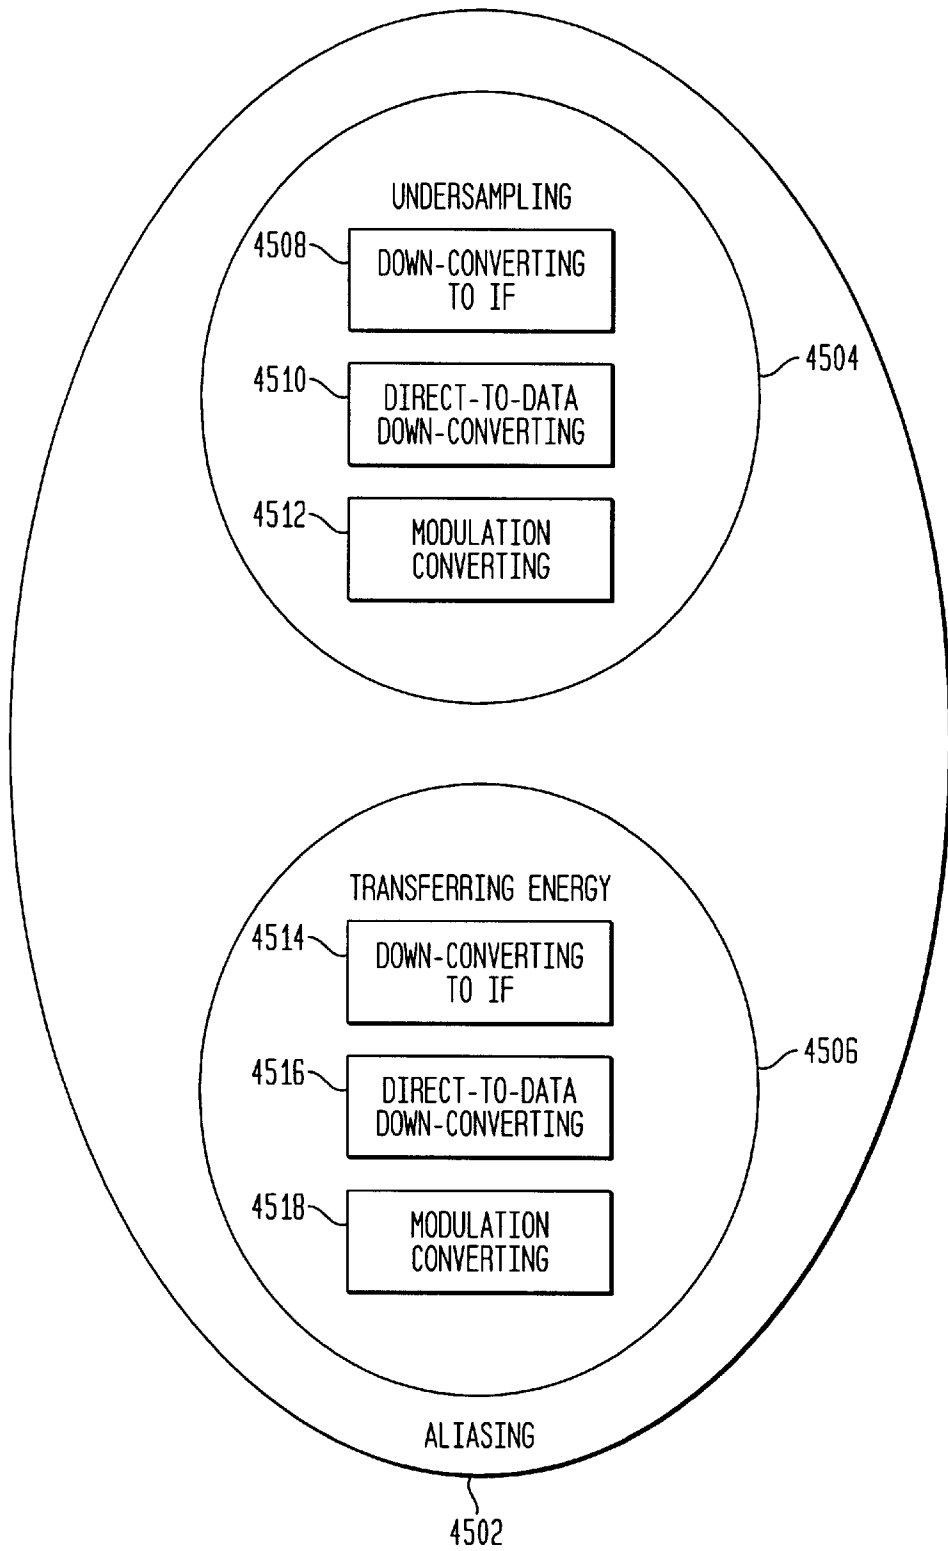 UNDERSAMPLING
4508
DOWN-CONVERTING
TO IF
4504
4510
DIRECT-TO-DATA
DOWN-CONVERTING
4512
MODULATION
CONVERTING
TRANSFERRING ENERGY
4514
DOWN-CONVERTING
TO IF
4506
4516
DIRECT-TO-DATA
DOWN-CONVERTING
4518
MODULATION
CONVERTING
ALIASING
4502